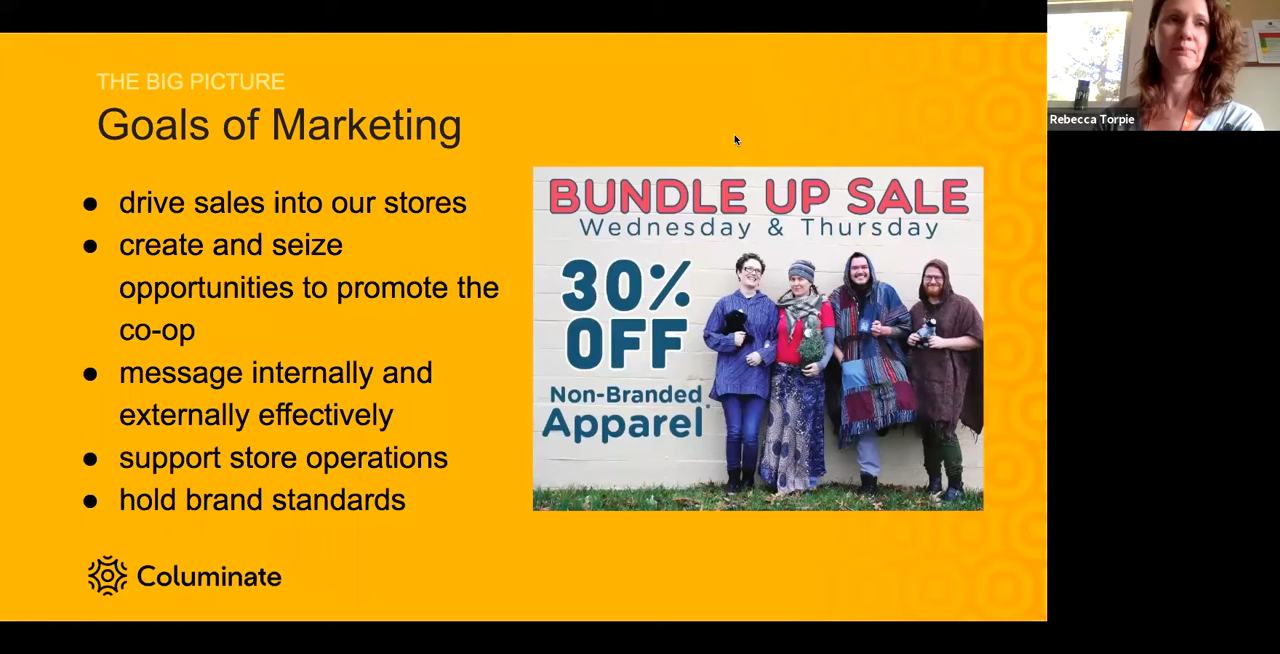 THE BIG PICTURE
Goals of Marketing
● drive sales into our stores
● create and seize
opportunities to promote the
co-op
● message internally and
externally effectively
● support store operations
● hold brand standards
BUNDLE UP SALE
Wednesday & Thursday
30%
OFF
Non-Branded
Apparel*
Columinate
Rebecca Torpie